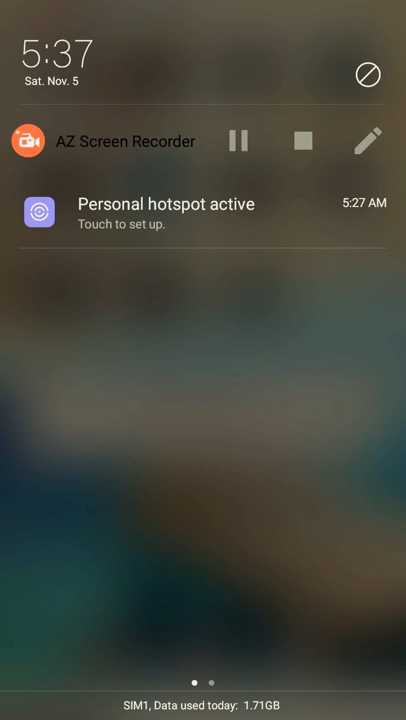 5:37
Sat. Nov. 5
AZ Screen Recorder
Personal hotspot active
5:27 AM
Touch to set up.
SIM1, Data used today: 1.71GB